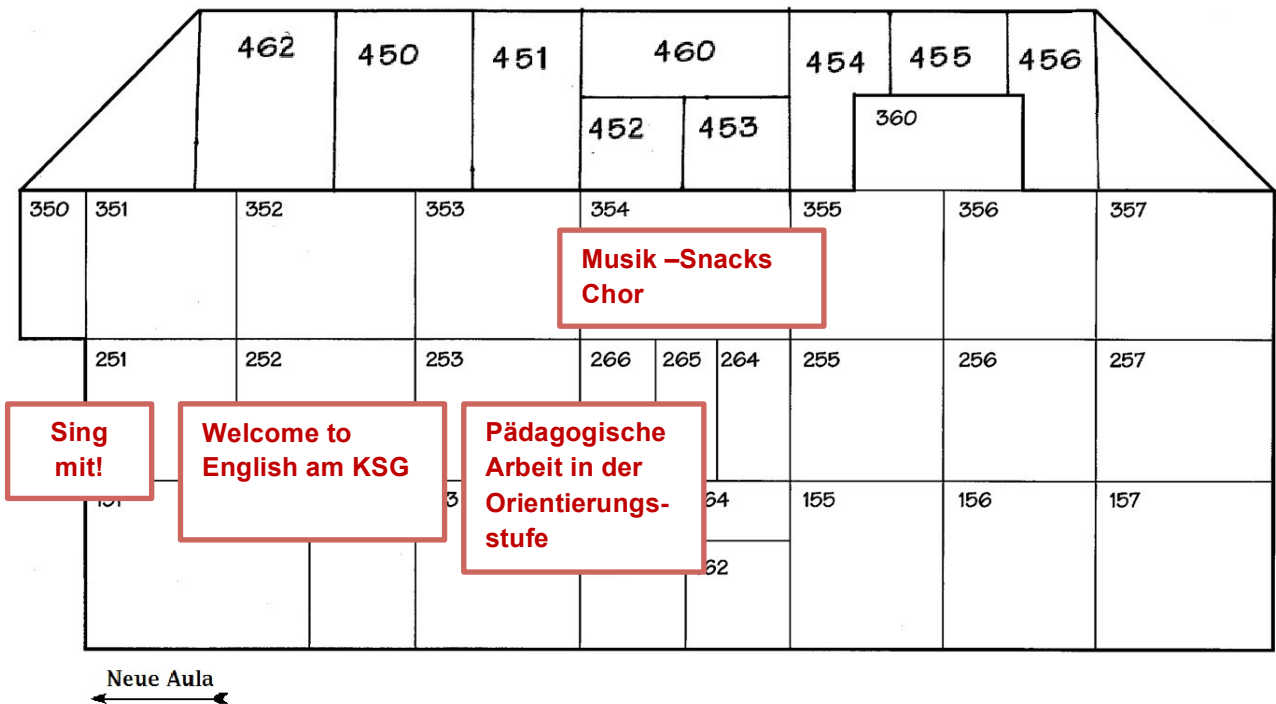 462 450 451 460 454 455 456
452 453 360
350 351 352 353 354 355 356 357
Musik –Snacks
Chor
251 252 253 266 265 264 255 256 257
Sing
mit!
Welcome to
English am KSG
Pädagogische
Arbeit in der
Orientierungs-
stufe
155 156 157
Neue Aula